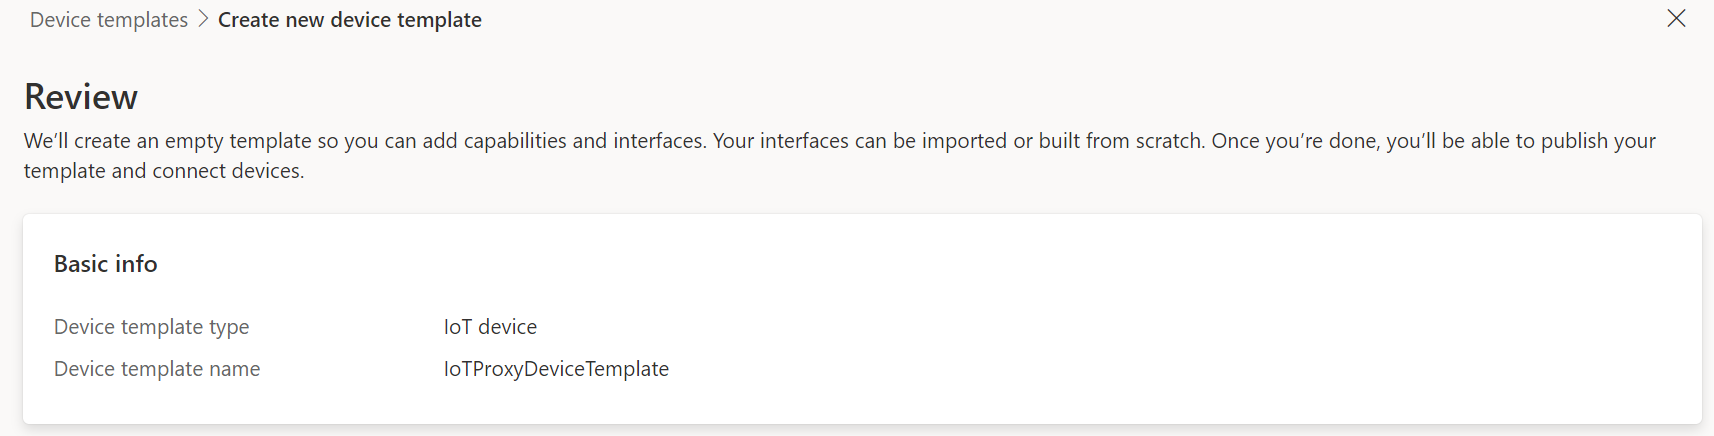 Device templates > Create new device template
Review
We’ll create an empty template so you can add capabilities and interfaces. Your interfaces can be imported or built from scratch. Once you’re done, you’ll be able to publish your
template and connect devices.
Basic info
Device template type IoT device
Device template name IoTProxyDeviceTemplate